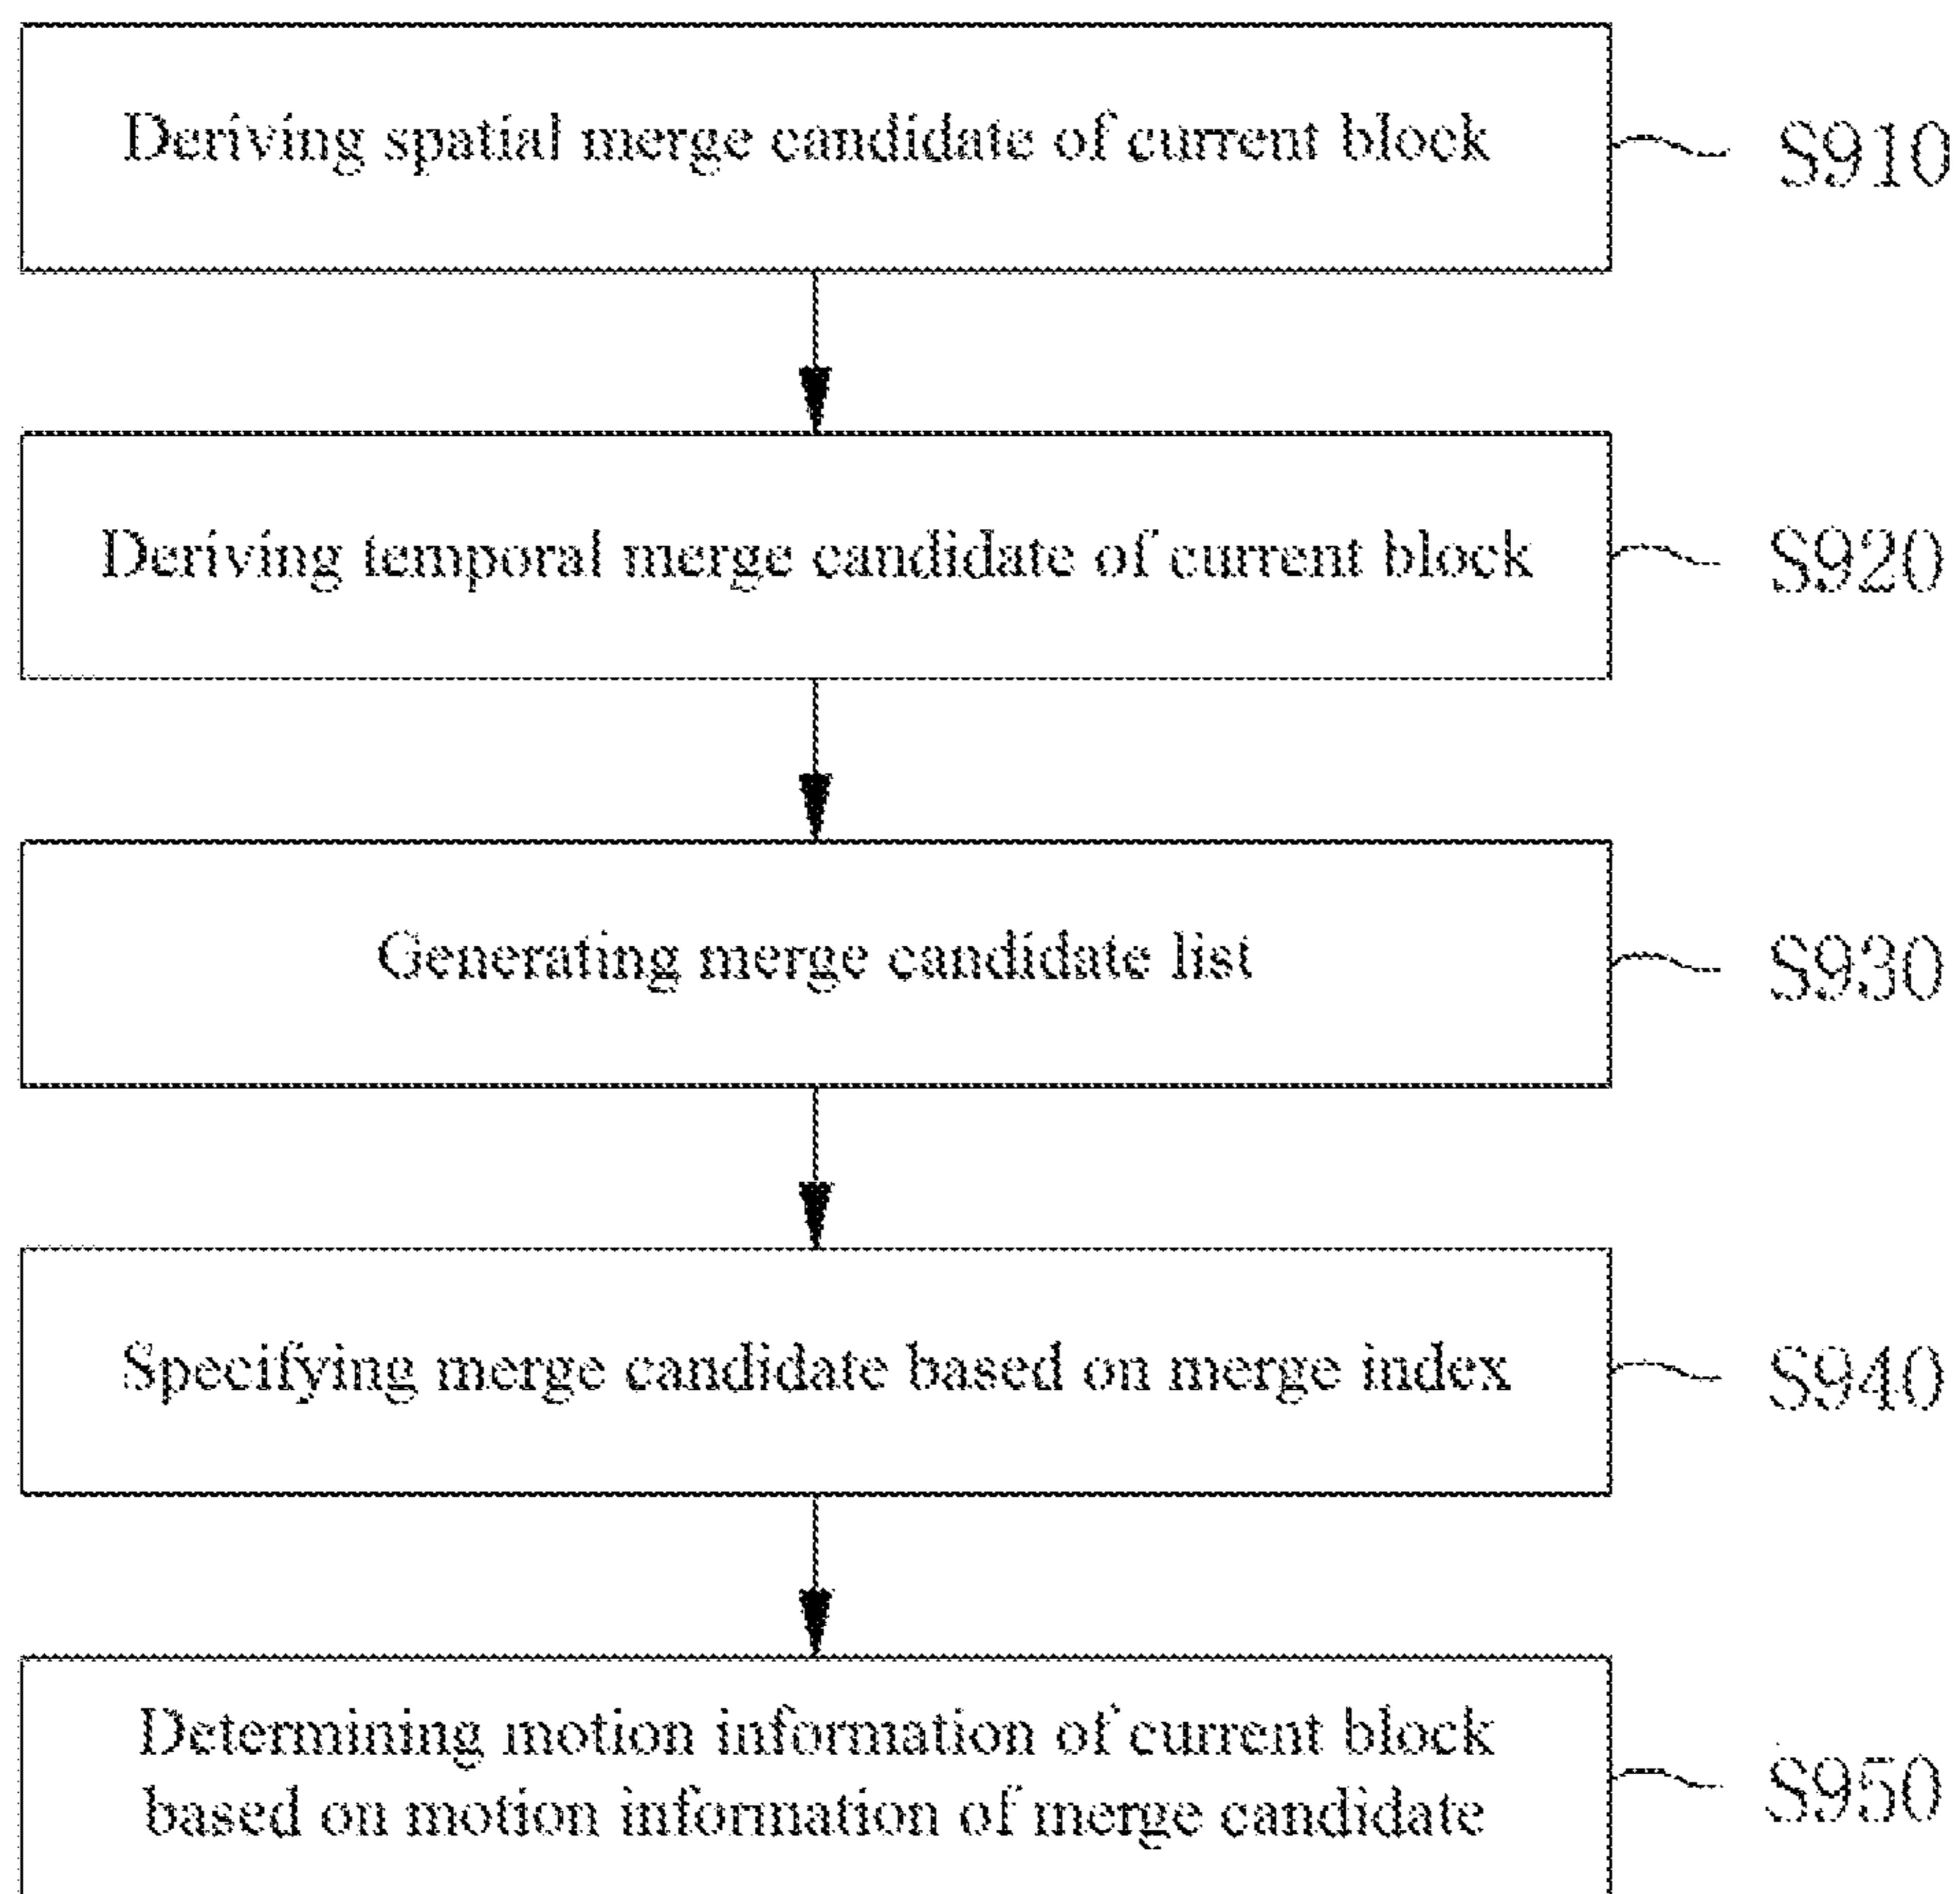 Deriving spatial merge candidate of current block
S910
Deriving temporal merge candidate of current block
S920
Generating merge candidate list
S930
Specifying merge candidate based on merge index
S940
Determining motion information of current block
based on motion information of merge candidate
S950